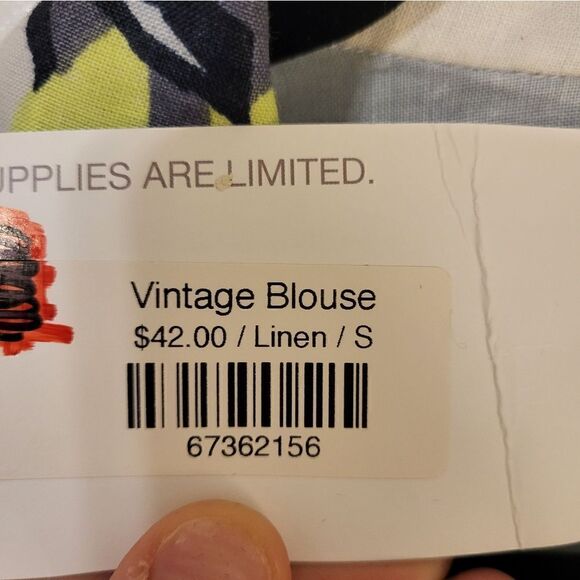 UPPLIES ARE LIMITED.
Vintage Blouse
$42.00 / Linen / S
67362156